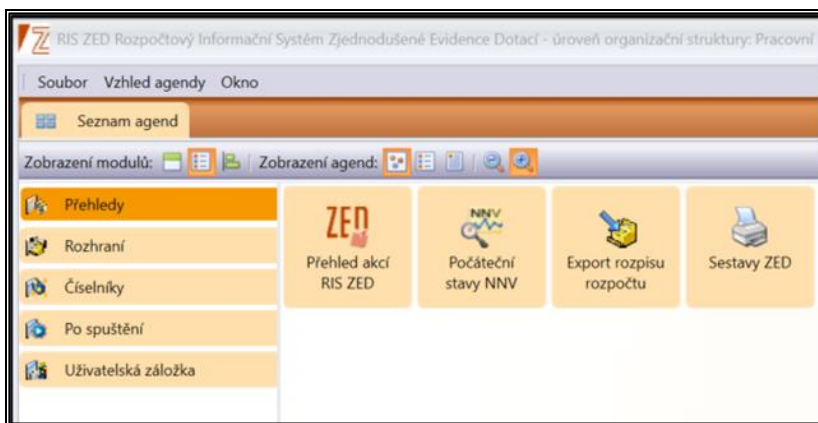 RIS ZED Rozpočtový Informační Systém Zjednodušené Evidence Dotací - úroveň organizační struktury: Pracovní
Soubor Vzhled agendy Okno
Seznam agend
Zobrazení modulů: Zobrazení agend:
Přehledy
Rozhraní
Číselníky
Po spuštění
Uživatelská záložka
ZED
Přehled akcí
RIS ZED
NNV
Počáteční
stavy NNV
Export rozpisu
rozpočtu
Sestavy ZED